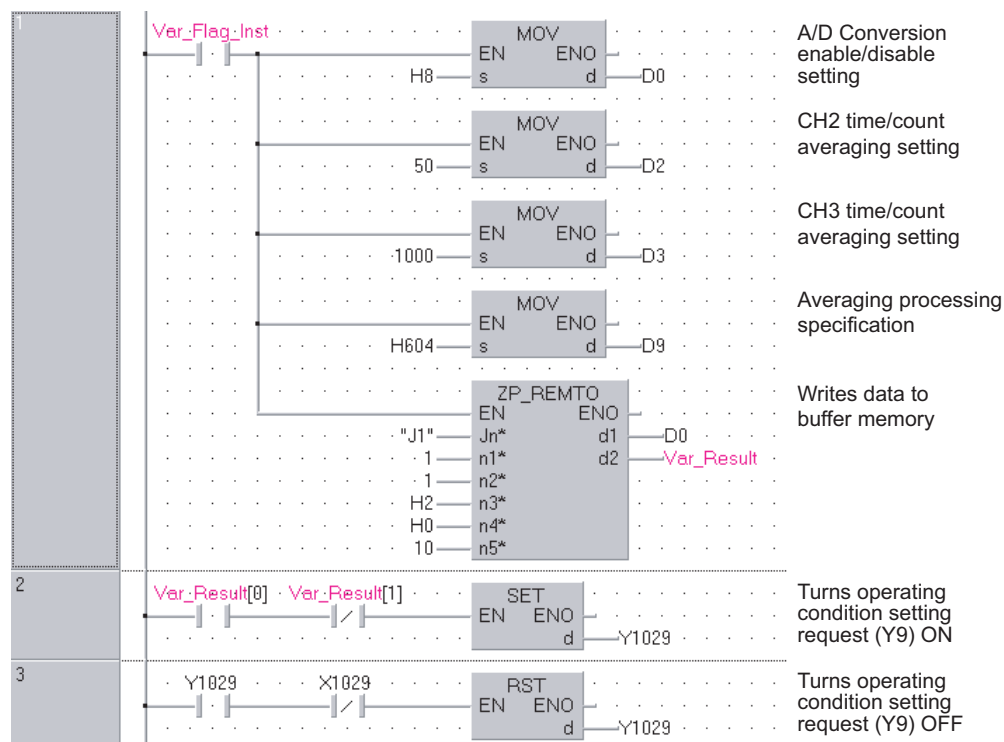 1
Var_Flag_Inst
MOV
EN ENO
H8 s d D0
A/D Conversion
enable/disable
setting
MOV
EN ENO
50 s d D2
CH2 time/count
averaging setting
MOV
EN ENO
1000 s d D3
CH3 time/count
averaging setting
MOV
EN ENO
H604 s d D9
Averaging processing
specification
ZP_REMTO
EN ENO
"J1" Jn* d1 D0
1 n1* d2 Var_Result
1 n2*
H2 n3*
H0 n4*
10 n5*
Writes data to
buffer memory
2
Var_Result[0] Var_Result[1]
SET
EN ENO
d Y1029
Turns operating
condition setting
request (Y9) ON
3
Y1029 X1029
RST
EN ENO
d Y1029
Turns operating
condition setting
request (Y9) OFF